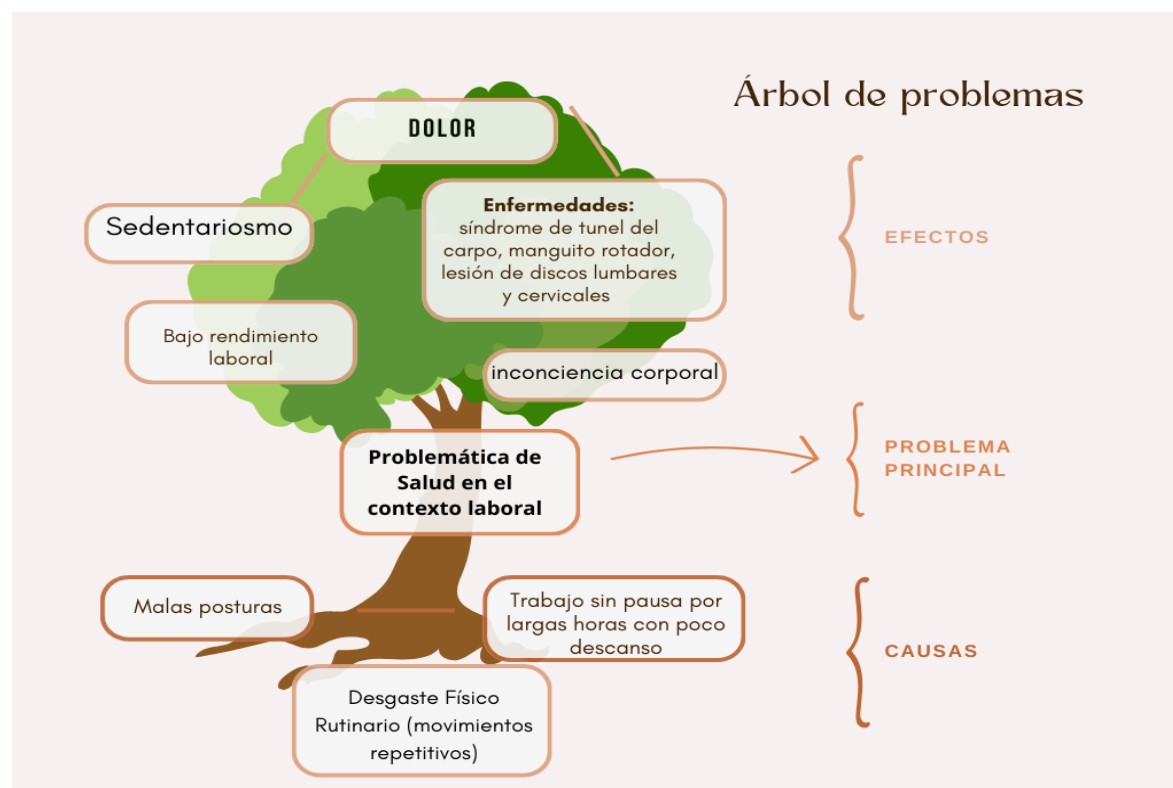 Árbol de problemas
DOLOR
Sedentariosmo
Enfermedades:
síndrome de tunel del
carpo, manguito rotador,
lesión de discos lumbares
y cervicales
EFECTOS
Bajo rendimiento
laboral
inconciencia corporal
Problemática de
Salud en el
contexto laboral
PROBLEMA
PRINCIPAL
Malas posturas
Trabajo sin pausa por
largas horas con poco
descanso
CAUSAS
Desgaste Físico
Rutinario (movimientos
repetitivos)